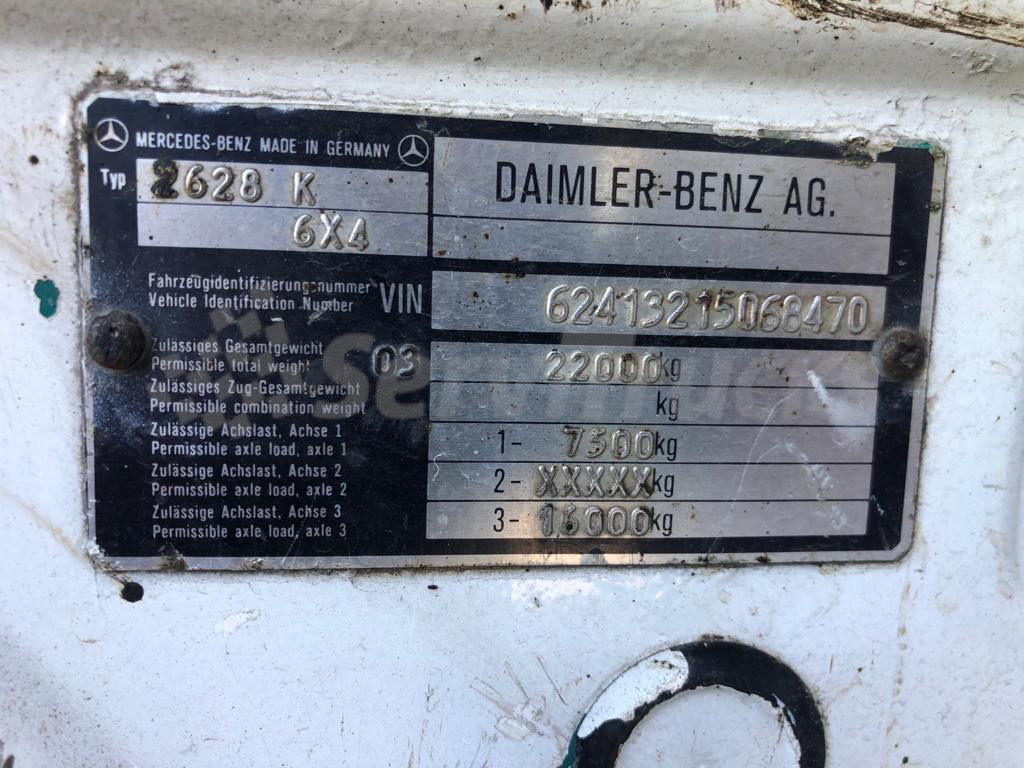 MERCEDES-BENZ MADE IN GERMANY
Typ 2628 K
6X4
DAIMLER-BENZ AG.
Fahrzeugidentifizierungsnummer
Vehicle Identification Number
VIN 62413215068470
Zulässiges Gesamtgewicht
Permissible total weight
03 22000kg
Zulässiges Zug-Gesamtgewicht
Permissible combination weight
kg
Zulässige Achslast, Achse 1
Permissible axle load, axle 1
1- 7500kg
Zulässige Achslast, Achse 2
Permissible axle load, axle 2
2- XXXXXkg
Zulässige Achslast, Achse 3
Permissible axle load, axle 3
3- 16000kg